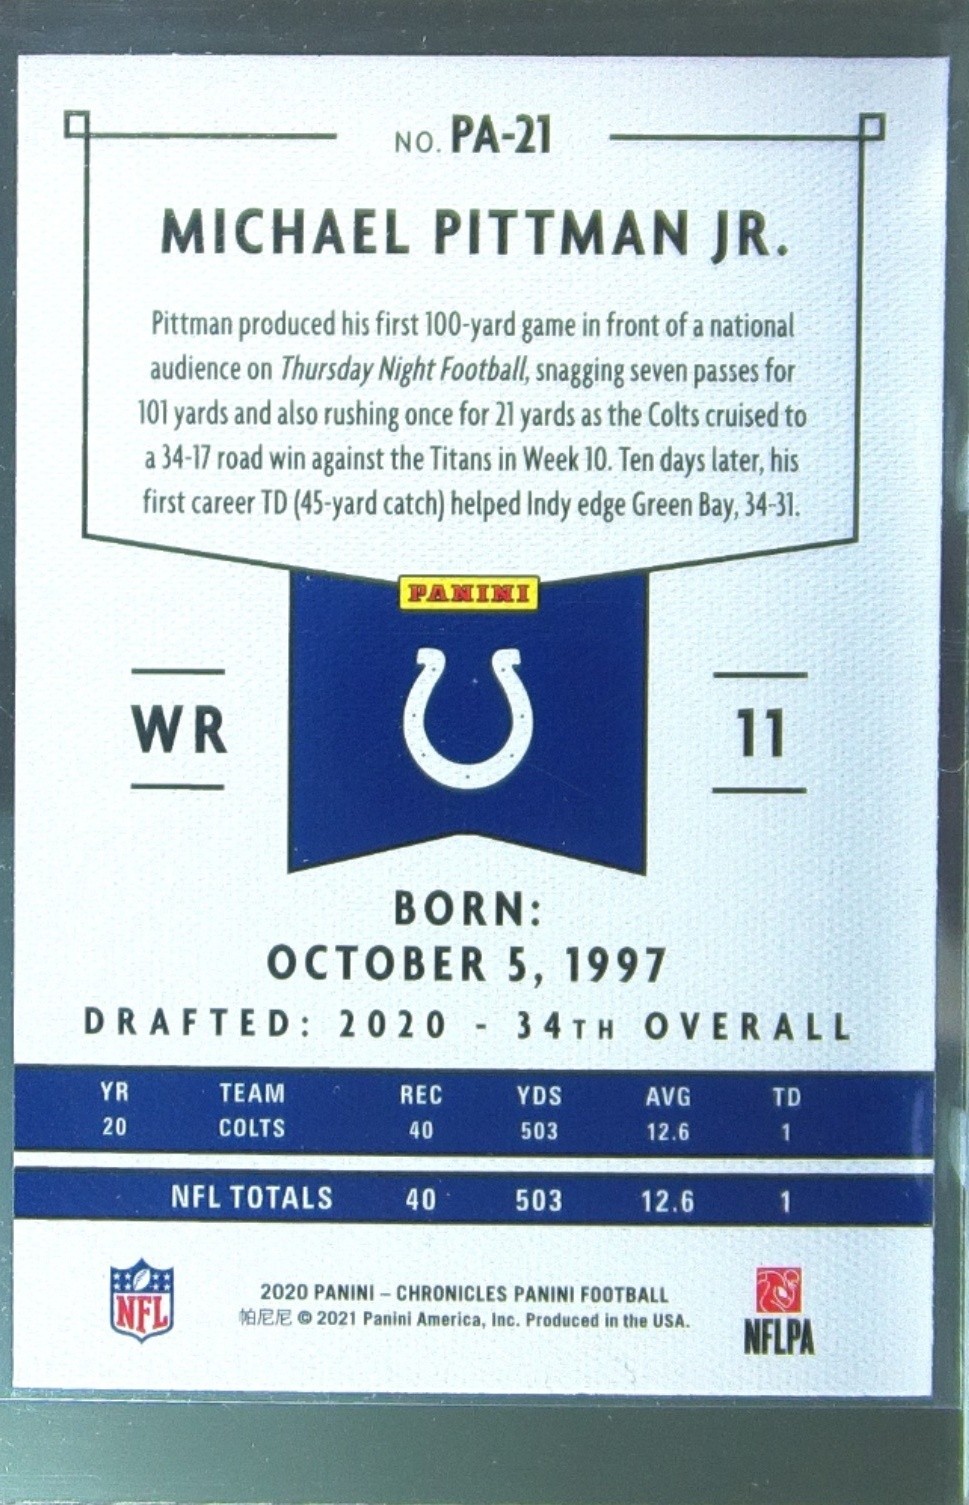 NO. PA-21
MICHAEL PITTMAN JR.
Pittman produced his first 100-yard game in front of a national
audience on Thursday Night Football, snagging seven passes for
101 yards and also rushing once for 21 yards as the Colts cruised to
a 34-17 road win against the Titans in Week 10. Ten days later, his
first career TD (45-yard catch) helped Indy edge Green Bay, 34-31.
PANINI
WR
11
BORN:
OCTOBER 5, 1997
DRAFTED: 2020 - 34TH OVERALL
YR TEAM REC YDS AVG TD
20 COLTS 40 503 12.6 1
NFL TOTALS 40 503 12.6 1
NFL
2020 PANINI – CHRONICLES PANINI FOOTBALL
帕尼尼 © 2021 Panini America, Inc. Produced in the USA.
NFLPA